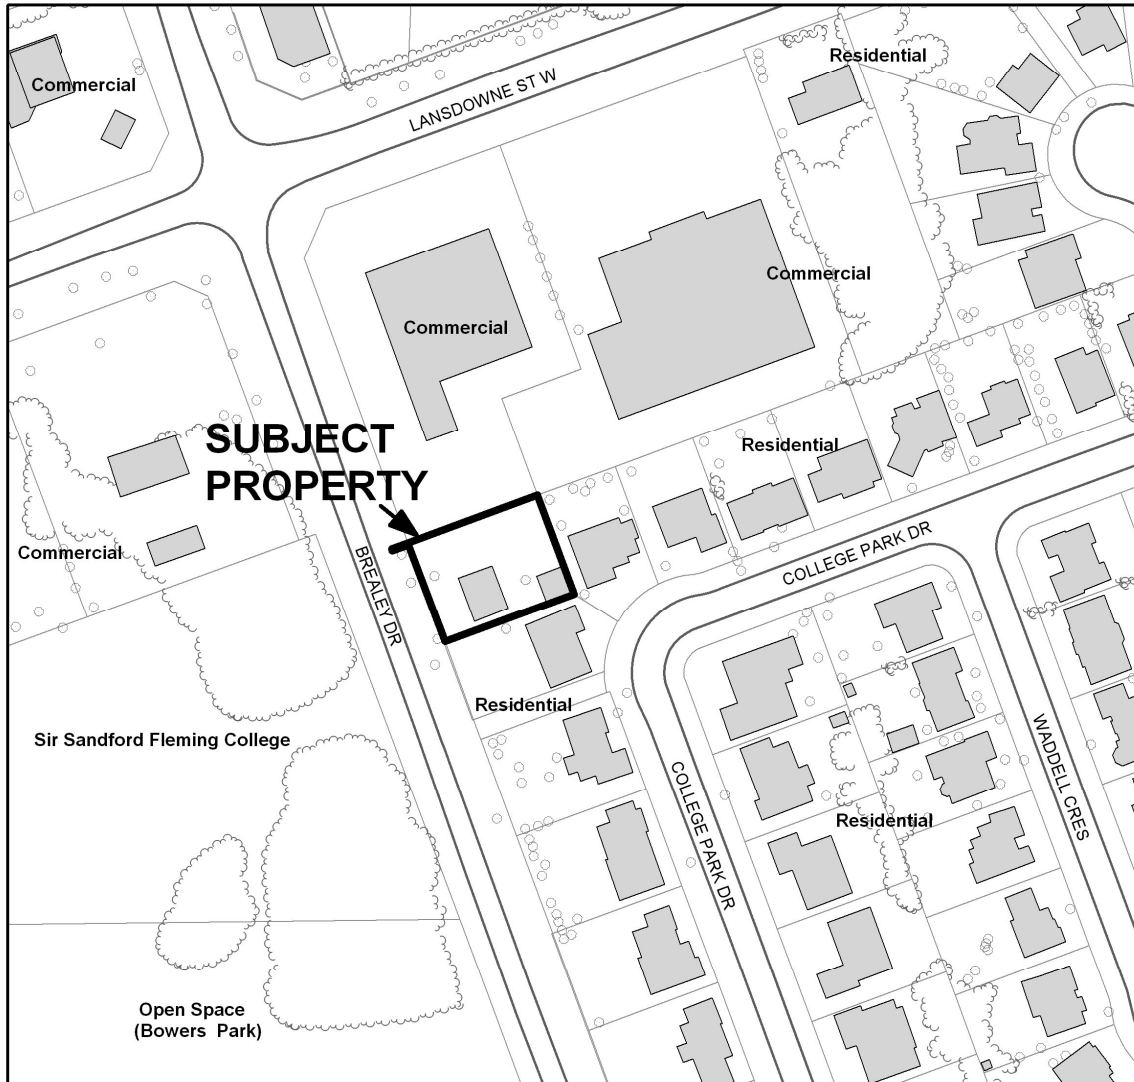 Residential
Commercial
LANSDOWNE ST W
Commercial
Commercial
SUBJECT
PROPERTY
Residential
Commercial
BREALEY DR
COLLEGE PARK DR
Residential
Sir Sandford Fleming College
WADDELL CRES
COLLEGE PARK DR
Residential
Open Space
(Bowers Park)